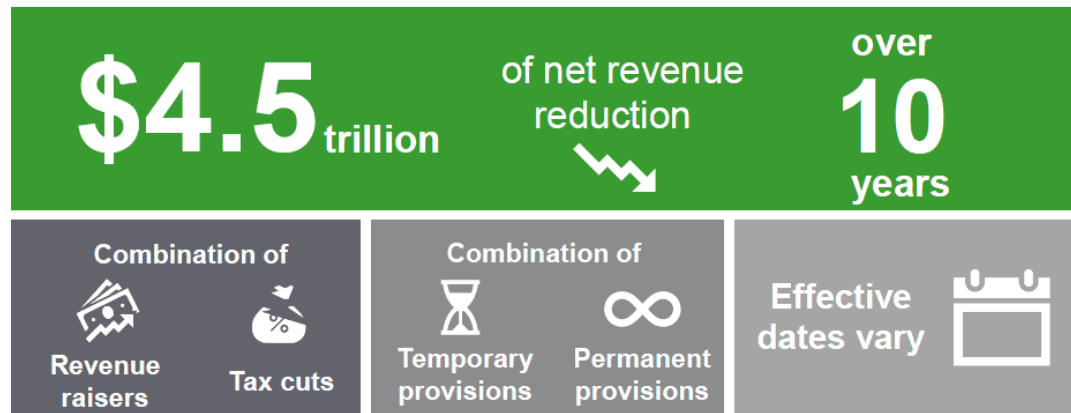 $4.5 trillion
of net revenue
reduction
over
10
years
Combination of
Revenue
raisers
%
Tax cuts
Combination of
Temporary
provisions
Permanent
provisions
Effective
dates vary